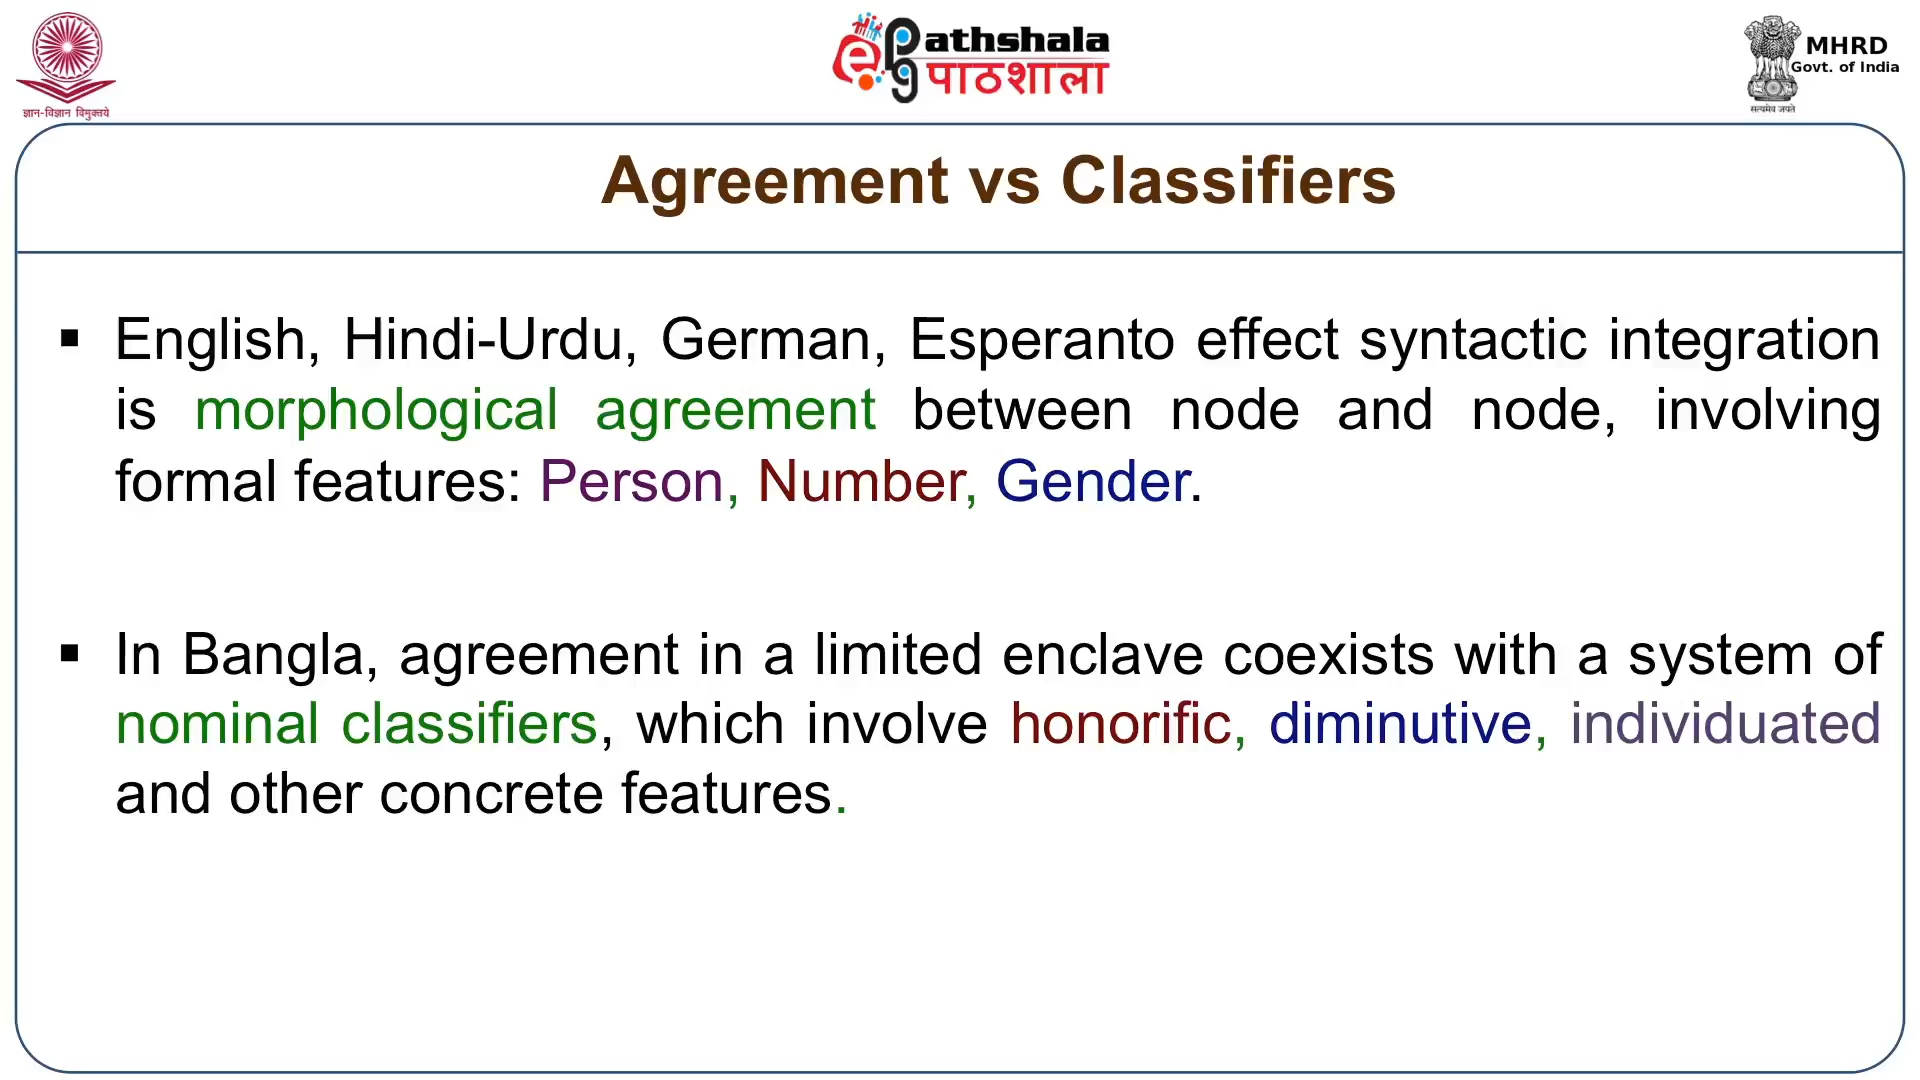 ज्ञान-विज्ञान विमुक्तये
ePathshala
पाठशाला
MHRD
Govt. of India
सत्यमेव जयते
Agreement vs Classifiers
▪ English, Hindi-Urdu, German, Esperanto effect syntactic integration
is morphological agreement between node and node, involving
formal features: Person, Number, Gender.
▪ In Bangla, agreement in a limited enclave coexists with a system of
nominal classifiers, which involve honorific, diminutive, individuated
and other concrete features.